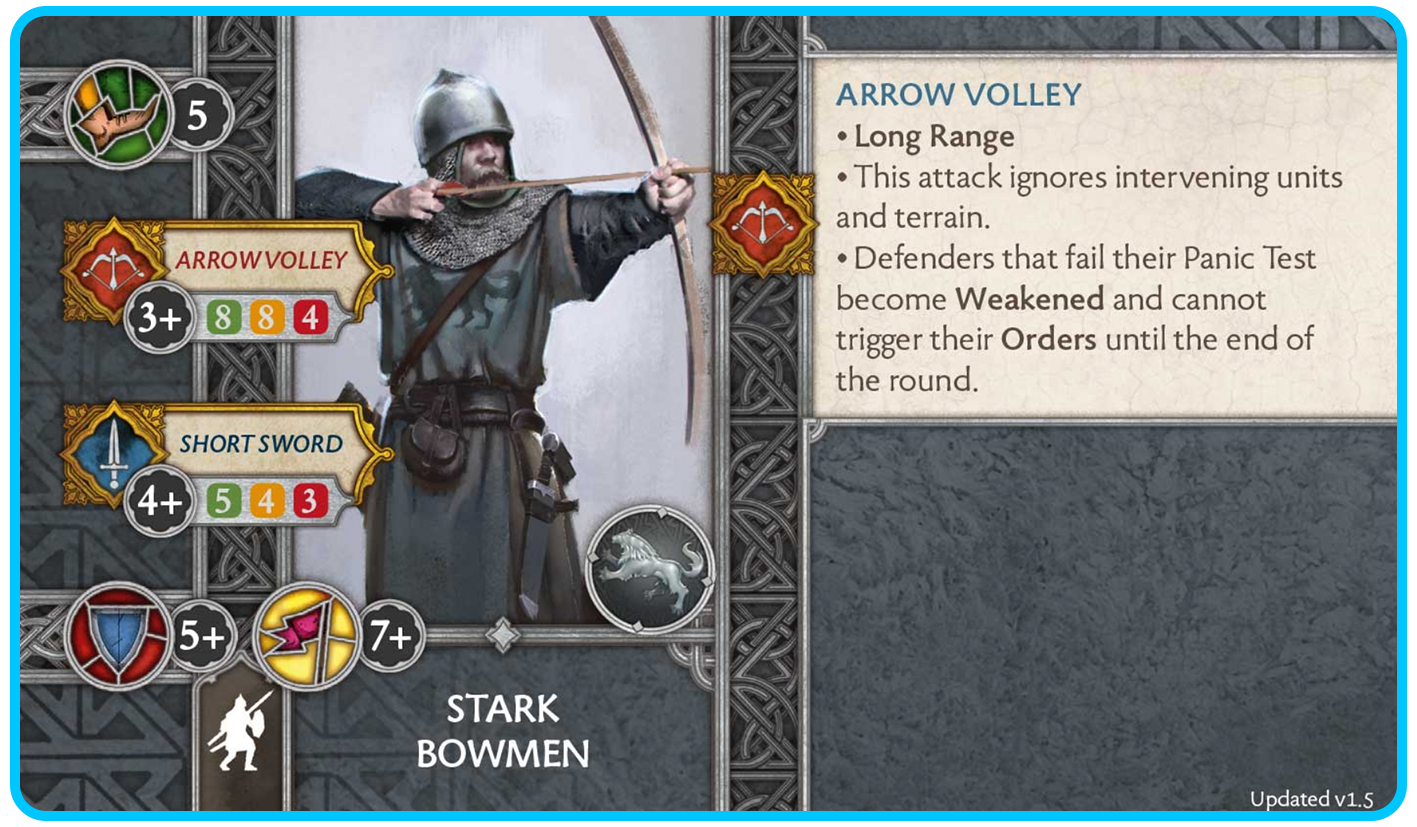 5
ARROW VOLLEY
3+ 8 8 4
SHORT SWORD
4+ 5 4 3
5+ 7+
STARK
BOWMEN
ARROW VOLLEY
• Long Range
• This attack ignores intervening units
and terrain.
• Defenders that fail their Panic Test
become Weakened and cannot
trigger their Orders until the end of
the round.
Updated v1.5